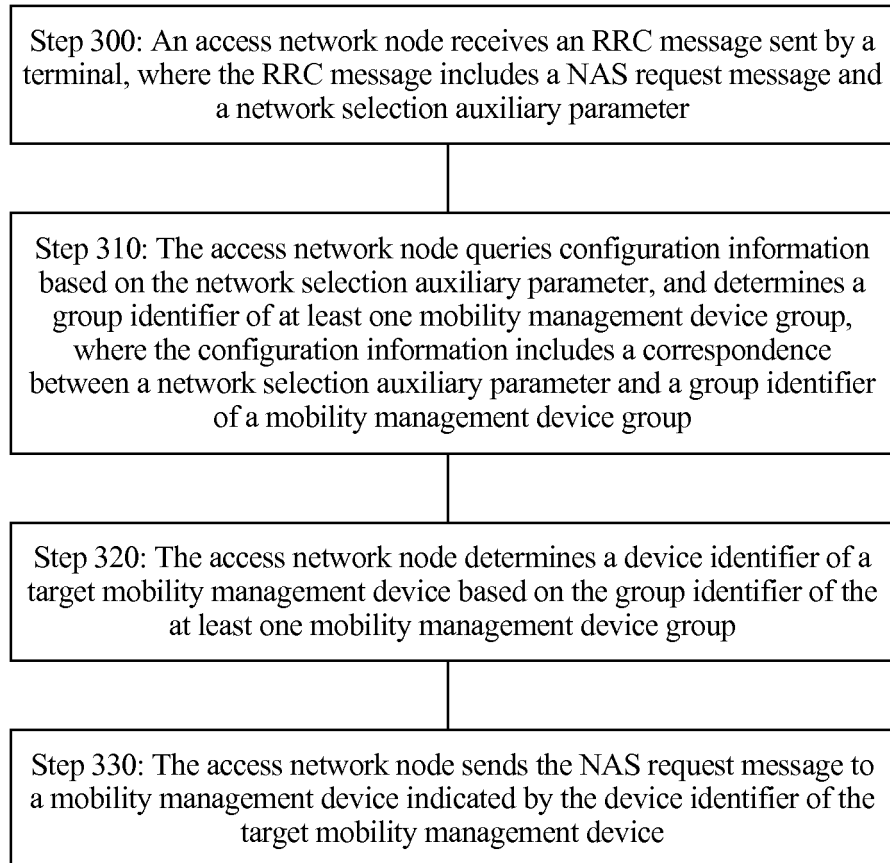 Step 300: An access network node receives an RRC message sent by a
terminal, where the RRC message includes a NAS request message and
a network selection auxiliary parameter
Step 310: The access network node queries configuration information
based on the network selection auxiliary parameter, and determines a
group identifier of at least one mobility management device group,
where the configuration information includes a correspondence
between a network selection auxiliary parameter and a group identifier
of a mobility management device group
Step 320: The access network node determines a device identifier of a
target mobility management device based on the group identifier of the
at least one mobility management device group
Step 330: The access network node sends the NAS request message to
a mobility management device indicated by the device identifier of the
target mobility management device